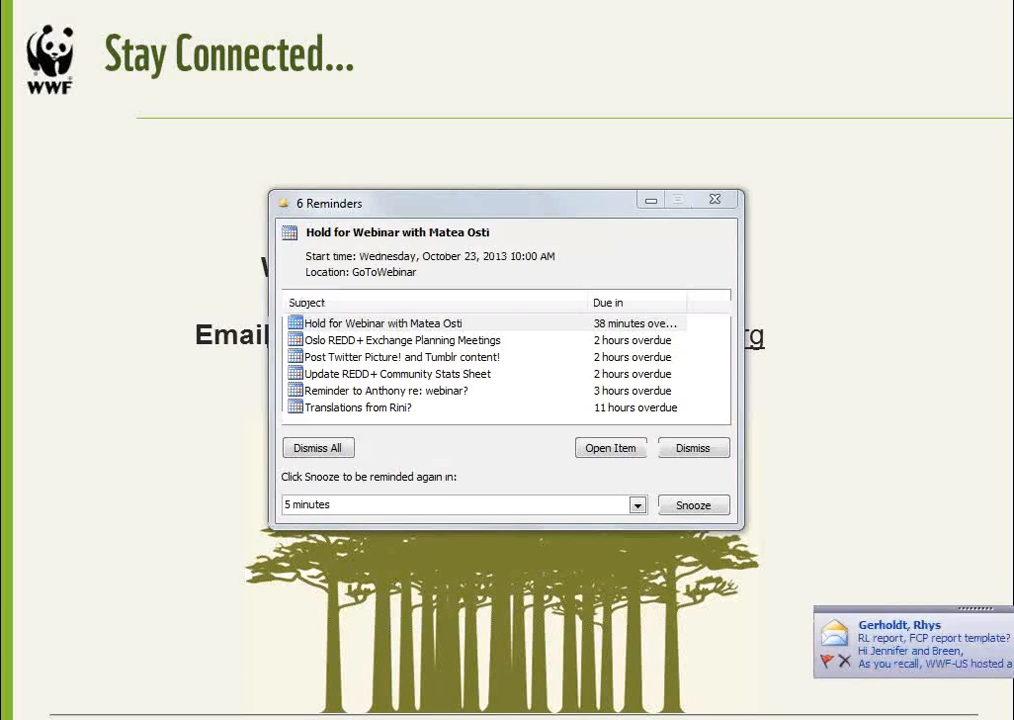 WWF
Stay Connected...
6 Reminders
Hold for Webinar with Matea Osti
Start time: Wednesday, October 23, 2013 10:00 AM
Location: GoToWebinar
Subject Due in
Hold for Webinar with Matea Osti 38 minutes ove...
Oslo REDD+ Exchange Planning Meetings 2 hours overdue
Post Twitter Picture! and Tumblr content! 2 hours overdue
Update REDD+ Community Stats Sheet 2 hours overdue
Reminder to Anthony re: webinar? 3 hours overdue
Translations from Rini? 11 hours overdue
Email rg
Dismiss All Open Item Dismiss
Click Snooze to be reminded again in:
5 minutes Snooze
Gerholdt, Rhys
RL report, FCP report template?
Hi Jennifer and Breen,
As you recall, WWF-US hosted a